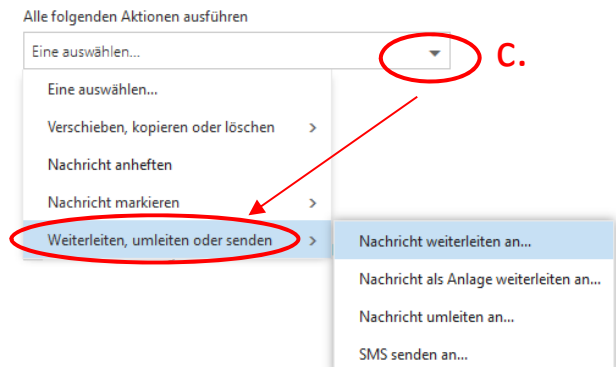 Alle folgenden Aktionen ausführen
Eine auswählen...
c.
Eine auswählen...
Verschieben, kopieren oder löschen
Nachricht anheften
Nachricht markieren
Weiterleiten, umleiten oder senden
Nachricht weiterleiten an...
Nachricht als Anlage weiterleiten an...
Nachricht umleiten an...
SMS senden an...